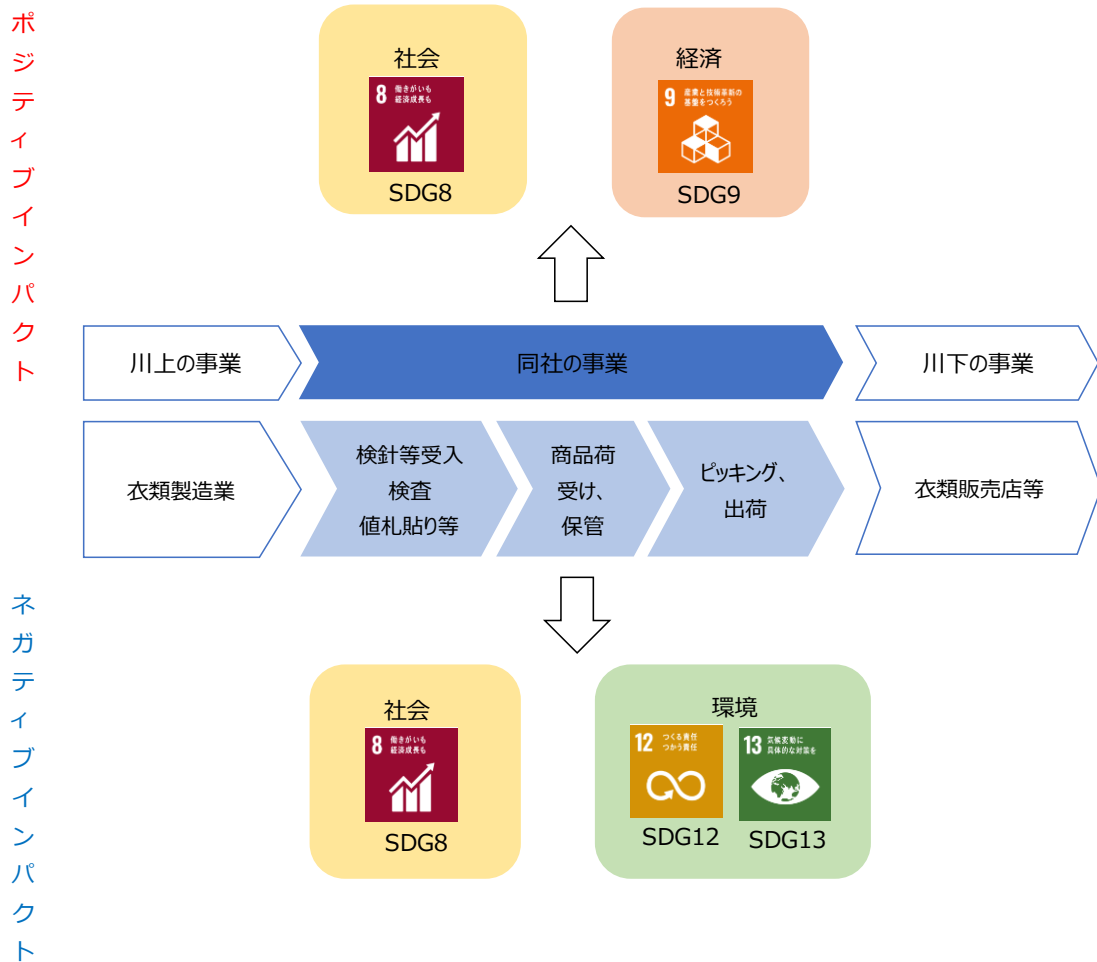 ポジティブインパクト
社会
8 働きがいも
経済成長も
SDG8
経済
9 産業と技術革新の
基盤をつくろう
SDG9
川上の事業
同社の事業
川下の事業
衣類製造業
検針等受入
検査
値札貼り等
商品荷
受け、
保管
ピッキング、
出荷
衣類販売店等
ネガティブインパクト
社会
8 働きがいも
経済成長も
SDG8
環境
12 つくる責任
つかう責任
SDG12
13 気候変動に
具体的な対策を
SDG13